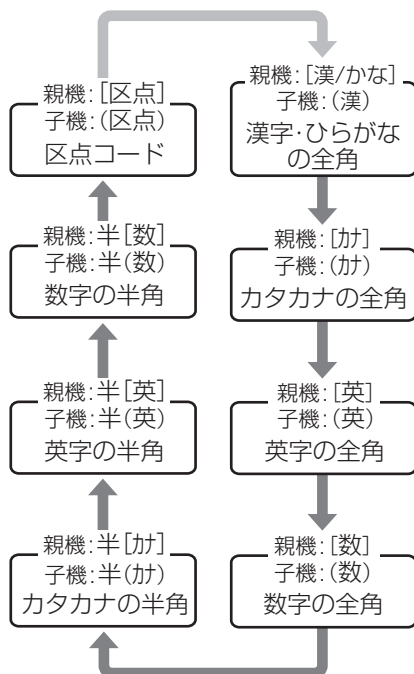 親機:[区点]
子機:(区点)
区点コード
親機:[漢/かな]
子機:(漢)
漢字･ひらがな
の全角
親機:半[数]
子機:半(数)
数字の半角
親機:[ｶﾅ]
子機:(ｶﾅ)
カタカナの全角
親機:半[英]
子機:半(英)
英字の半角
親機:[英]
子機:(英)
英字の全角
親機:半[ｶﾅ]
子機:半(ｶﾅ)
カタカナの半角
親機:[数]
子機:(数)
数字の全角